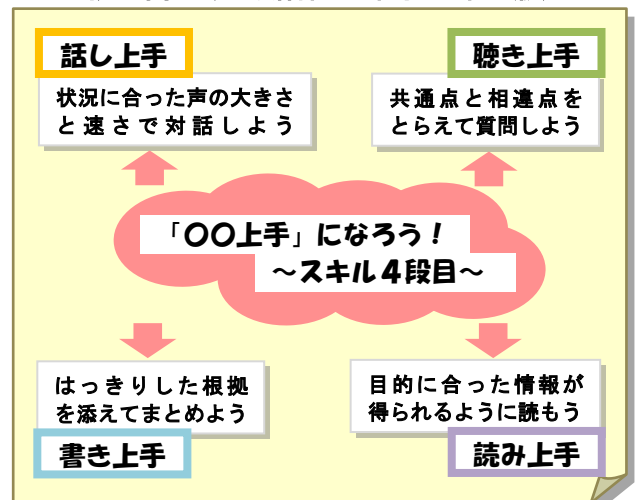 話し上手
状況に合った声の大きさ
と速さで対話しよう
聴き上手
共通点と相違点を
とらえて質問しよう
「〇〇上手」になろう!
~スキル4段目~
はっきりした根拠
を添えてまとめよう
書き上手
目的に合った情報が
得られるように読もう
読み上手